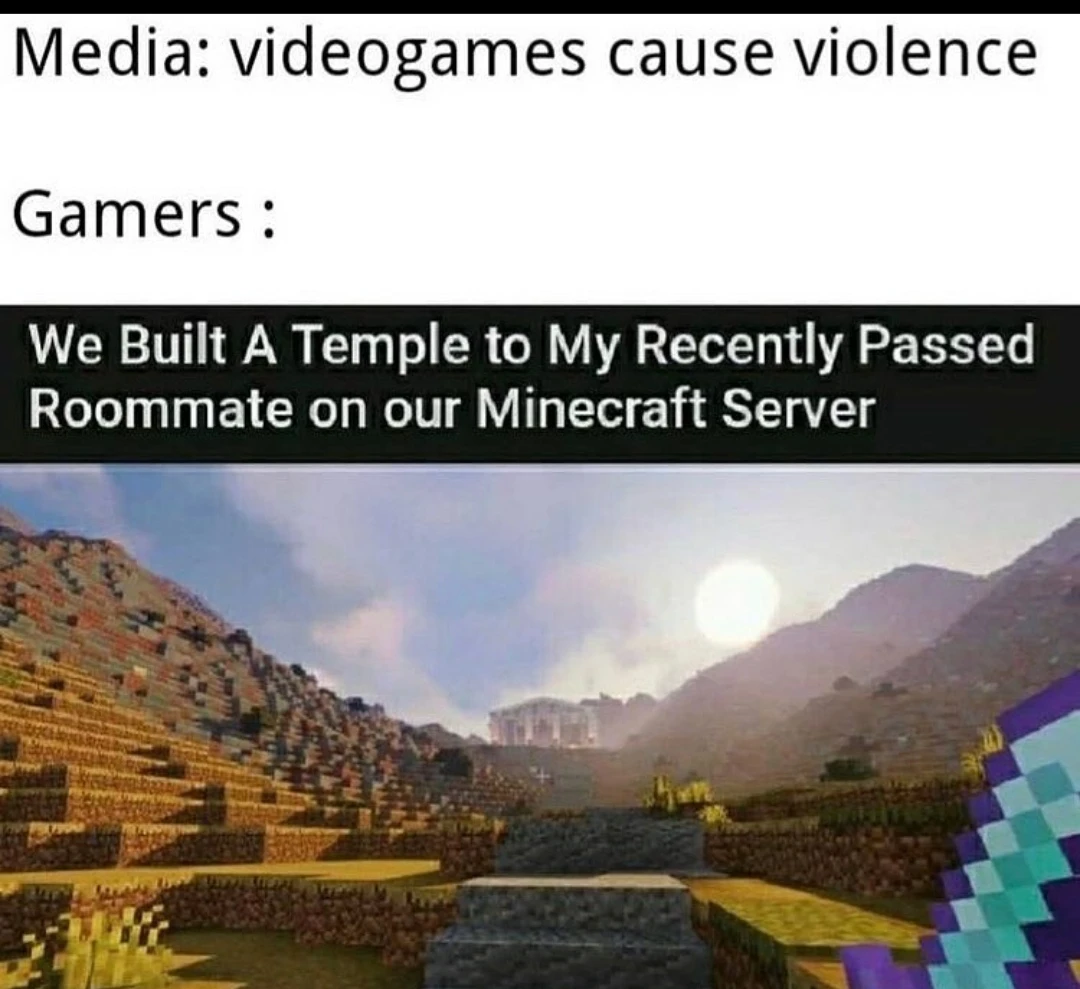 Media: videogames cause violence
Gamers :
We Built A Temple to My Recently Passed
Roommate on our Minecraft Server